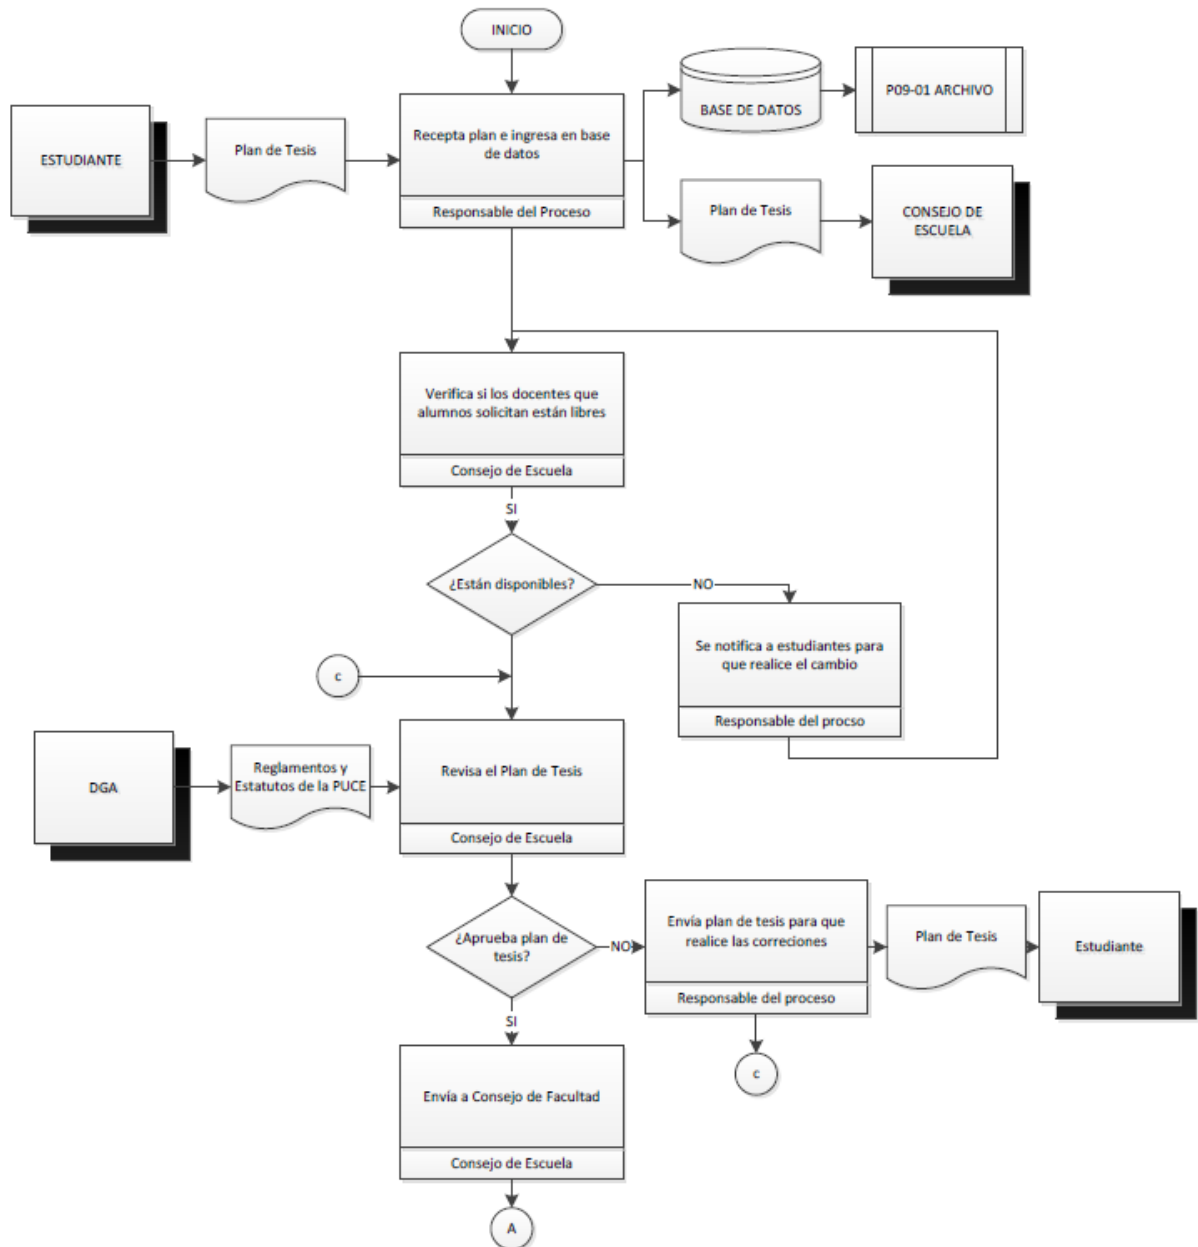 INICIO
ESTUDIANTE
Plan de Tesis
Recepta plan e ingresa en base
de datos
Responsable del Proceso
BASE DE DATOS
P09-01 ARCHIVO
Plan de Tesis
CONSEJO DE
ESCUELA
Verifica si los docentes que
alumnos solicitan están libres
Consejo de Escuela
SI
¿Están disponibles?
NO
Se notifica a estudiantes para
que realice el cambio
Responsable del procso
c
DGA
Reglamentos y
Estatutos de la PUCE
Revisa el Plan de Tesis
Consejo de Escuela
¿Aprueba plan de
tesis?
NO
Envía plan de tesis para que
realice las correciones
Responsable del proceso
Plan de Tesis
Estudiante
c
SI
Envía a Consejo de Facultad
Consejo de Escuela
A